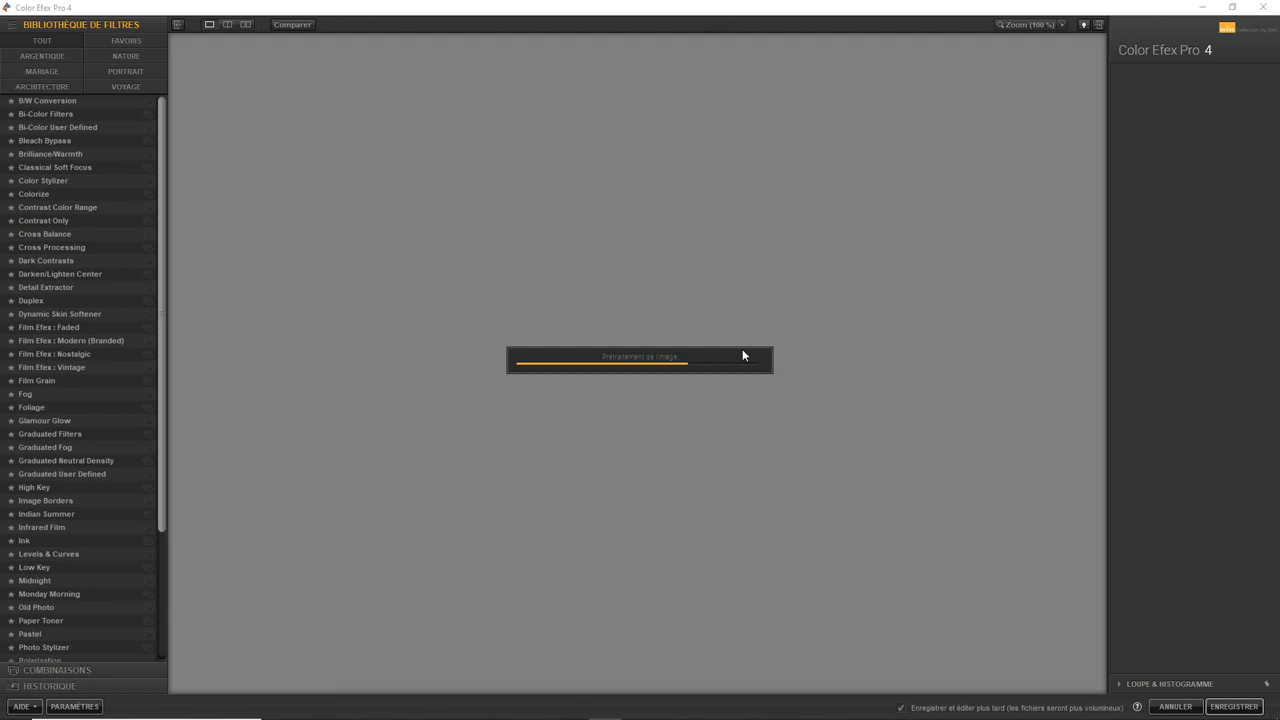 Color Efex Pro 4
BIBLIOTHÈQUE DE FILTRES
Comparer
Zoom (100 %)
TOUT
FAVORIS
ARGENTIQUE
NATURE
MARIAGE
PORTRAIT
ARCHITECTURE
VOYAGE
B/W Conversion
Bi-Color Filters
Bi-Color User Defined
Bleach Bypass
Brilliance/Warmth
Classical Soft Focus
Color Stylizer
Colorize
Contrast Color Range
Contrast Only
Cross Balance
Cross Processing
Dark Contrasts
Darken/Lighten Center
Detail Extractor
Duplex
Dynamic Skin Softener
Film Efex : Faded
Film Efex : Modern (Branded)
Film Efex : Nostalgic
Film Efex : Vintage
Film Grain
Fog
Foliage
Glamour Glow
Graduated Filters
Graduated Fog
Graduated Neutral Density
Graduated User Defined
High Key
Image Borders
Indian Summer
Infrared Film
Ink
Levels & Curves
Low Key
Midnight
Monday Morning
Old Photo
Paper Toner
Pastel
Photo Stylizer
Polarization
COMBINAISONS
HISTORIQUE
AIDE
PARAMÈTRES
Prétraitement de l'image.
Collection by DxO
Color Efex Pro 4
LOUPE & HISTOGRAMME
Enregistrer et éditer plus tard (les fichiers seront plus volumineux)
ANNULER
ENREGISTRER